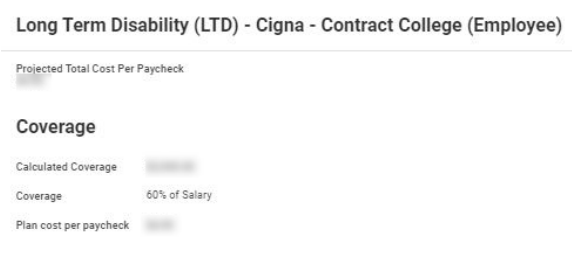 Long Term Disability (LTD) - Cigna - Contract College (Employee)
Projected Total Cost Per Paycheck
Coverage
Calculated Coverage
Coverage 60% of Salary
Plan cost per paycheck